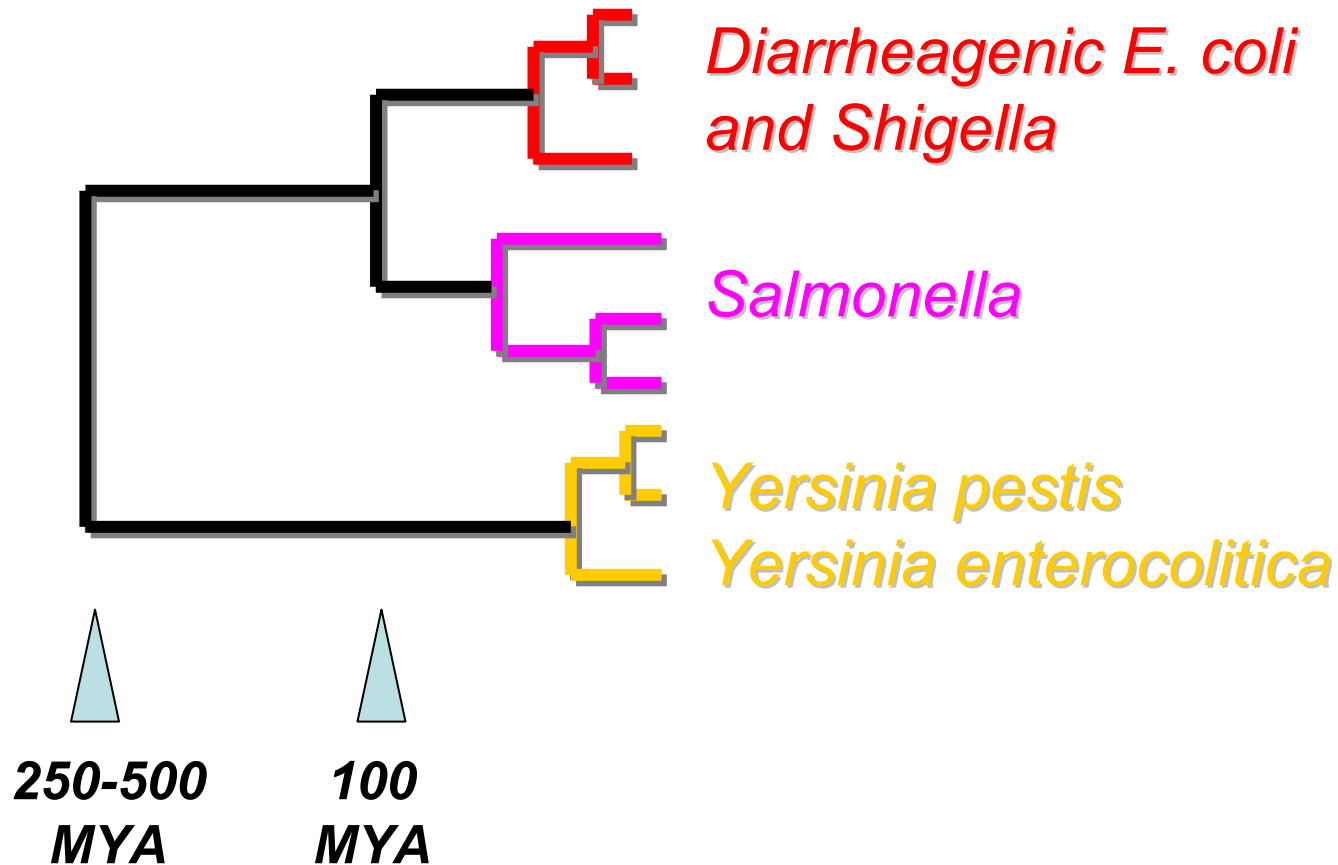 Diarrheagenic E. coli
and Shigella
Salmonella
Yersinia pestis
Yersinia enterocolitica
250-500
MYA
100
MYA